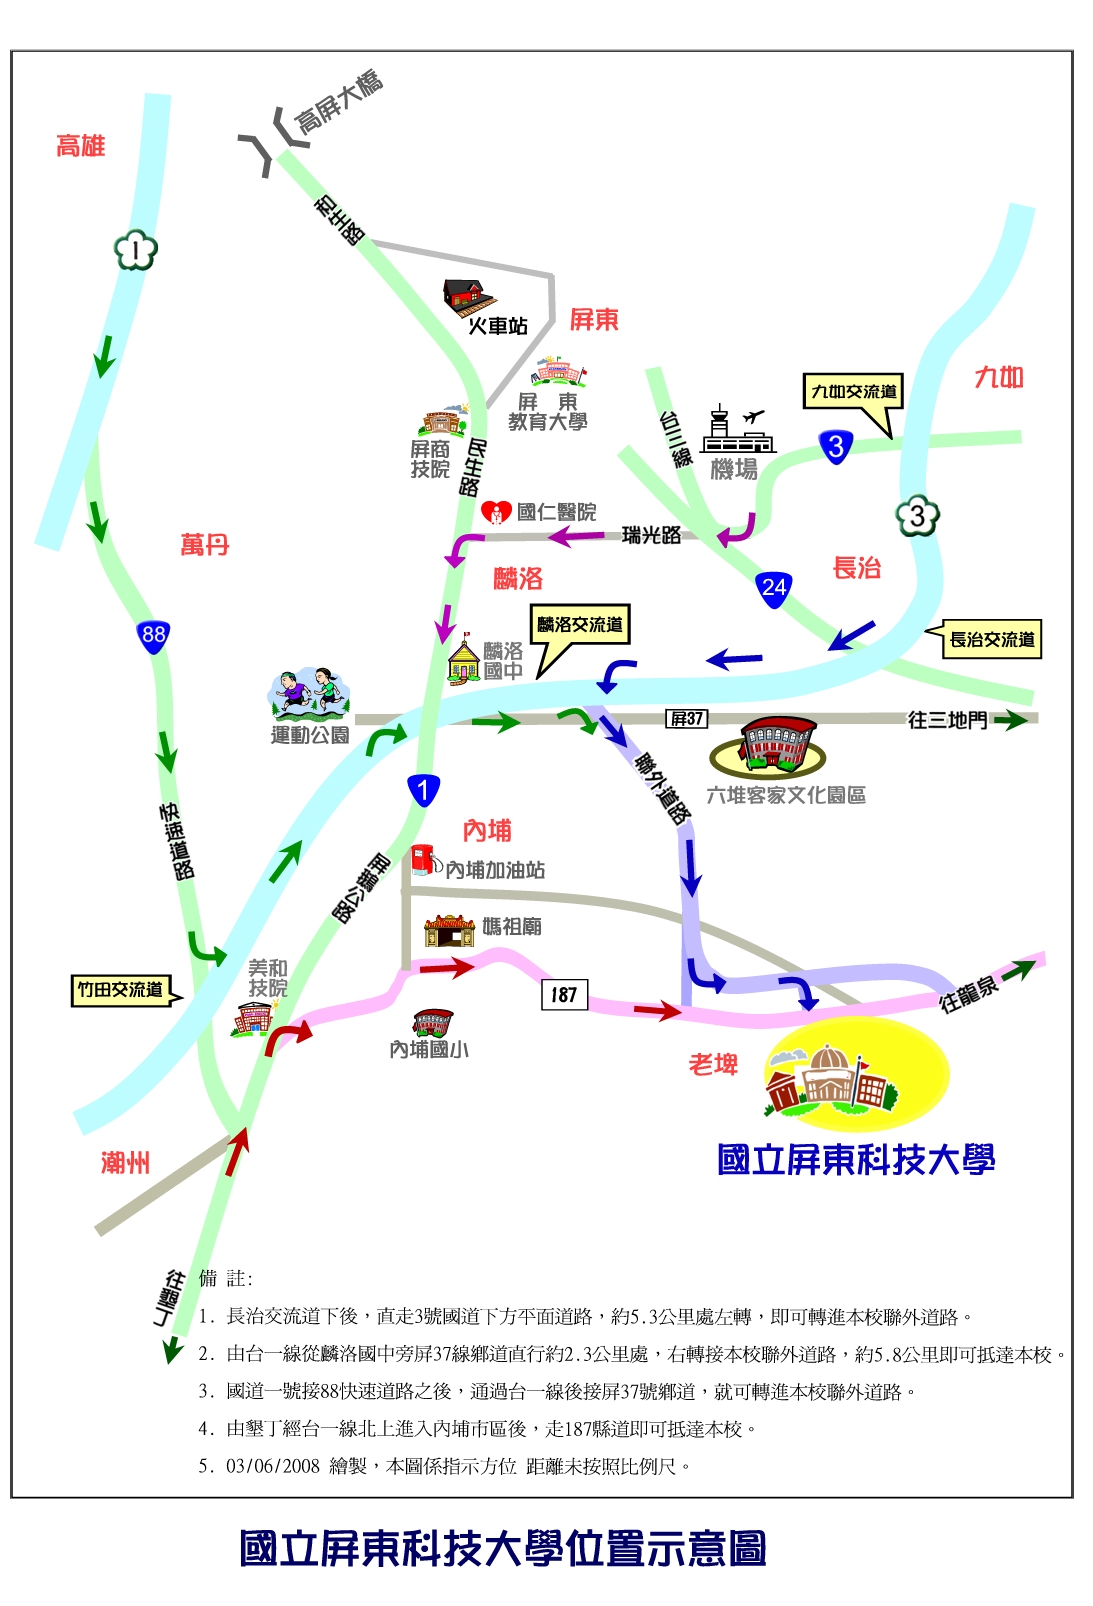 高屏大橋
高雄
1
民生路
火車站
屏東
九如
九如交流道
屏 東
教育大學
屏商
技院
民生路
台三線
機場
3
國仁醫院
瑞光路
3
萬丹
麟洛
長治
24
88
麟洛交流道
長治交流道
麟洛
國中
運動公園
屏37
往三地門
1
聯外道路
六堆客家文化園區
快速道路
內埔
屏鵝公路
內埔加油站
媽祖廟
美和
技院
竹田交流道
187
往龍泉
內埔國小
老埤
潮州
國立屏東科技大學
往墾丁
備 註:
1. 長治交流道下後，直走3號國道下方平面道路，約5.3公里處左轉，即可轉進本校聯外道路。
2. 由台一線從麟洛國中旁屏37線鄉道直行約2.3公里處，右轉接本校聯外道路，約5.8公里即可抵達本校。
3. 國道一號接88快速道路之後，通過台一線後接屏37號鄉道，就可轉進本校聯外道路。
4. 由墾丁經台一線北上進入內埔市區後，走187縣道即可抵達本校。
5. 03/06/2008 繪製，本圖係指示方位 距離未按照比例尺。
國立屏東科技大學位置示意圖